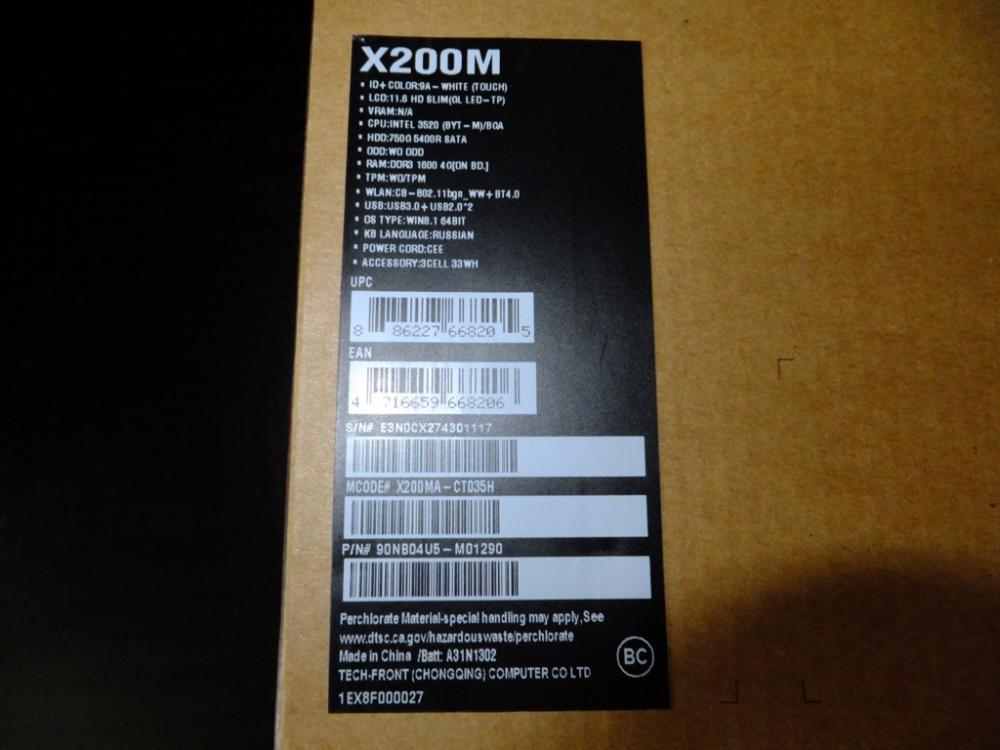 X200M
• ID+ COLOR:9A – WHITE (TOUCH)
• LCD:11.6 HD SLIM(GL LED–TP)
• VRAM:N/A
• CPU:INTEL 3520 (BYT – M)/BGA
• HDD:750G 5400R SATA
• ODD:WO ODD
• RAM:DDR3 1600 4G[ON BD.]
• TPM:WO/TPM
• WLAN:CB–802.11bgn_WW+BT4.0
• USB:USB3.0+USB2.0*2
• OS TYPE:WIN8.1 64BIT
• KB LANGUAGE:RUSSIAN
• POWER CORD:CEE
• ACCESSORY:3CELL 33WH
UPC
8 86227 66820 5
EAN
4 716659 668206
S/N# E3N0CX274301117
MCODE# X200MA–CT035H
P/N# 90NB04U5–M01290
Perchlorate Material-special handling may apply,See
www.dtsc.ca.gov/hazardouswaste/perchlorate
Made in China /Batt: A31N1302
BC
TECH-FRONT (CHONGQING) COMPUTER CO LTD
1EX8F000027